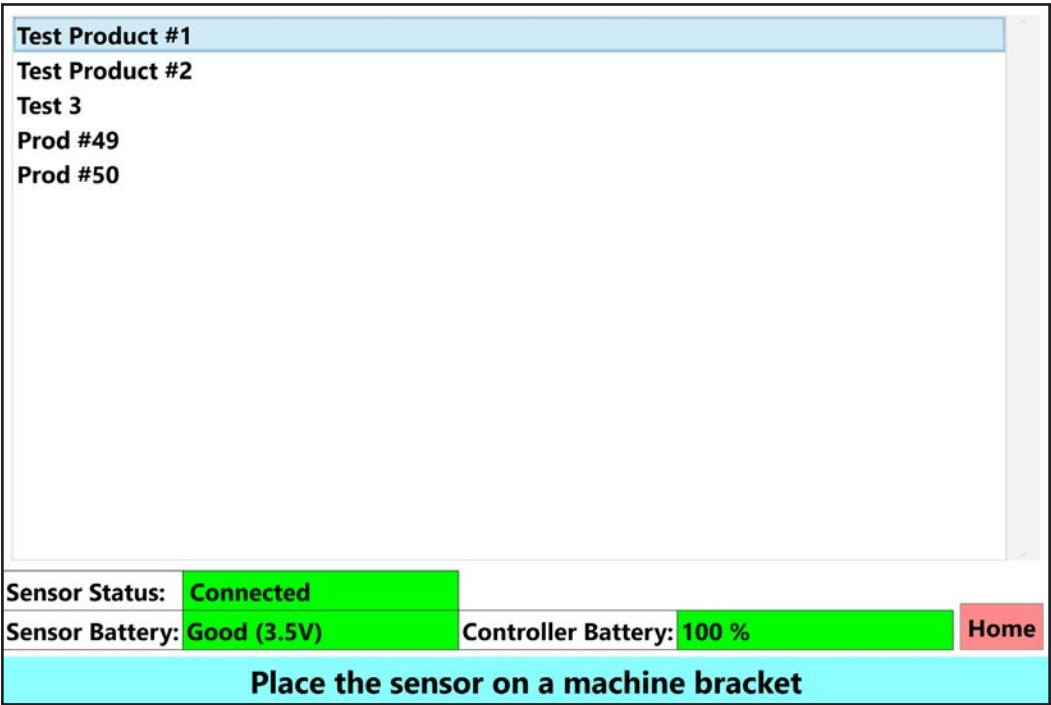 Test Product #1
Test Product #2
Test 3
Prod #49
Prod #50
Sensor Status: Connected
Sensor Battery: Good (3.5V) Controller Battery: 100 % Home
Place the sensor on a machine bracket